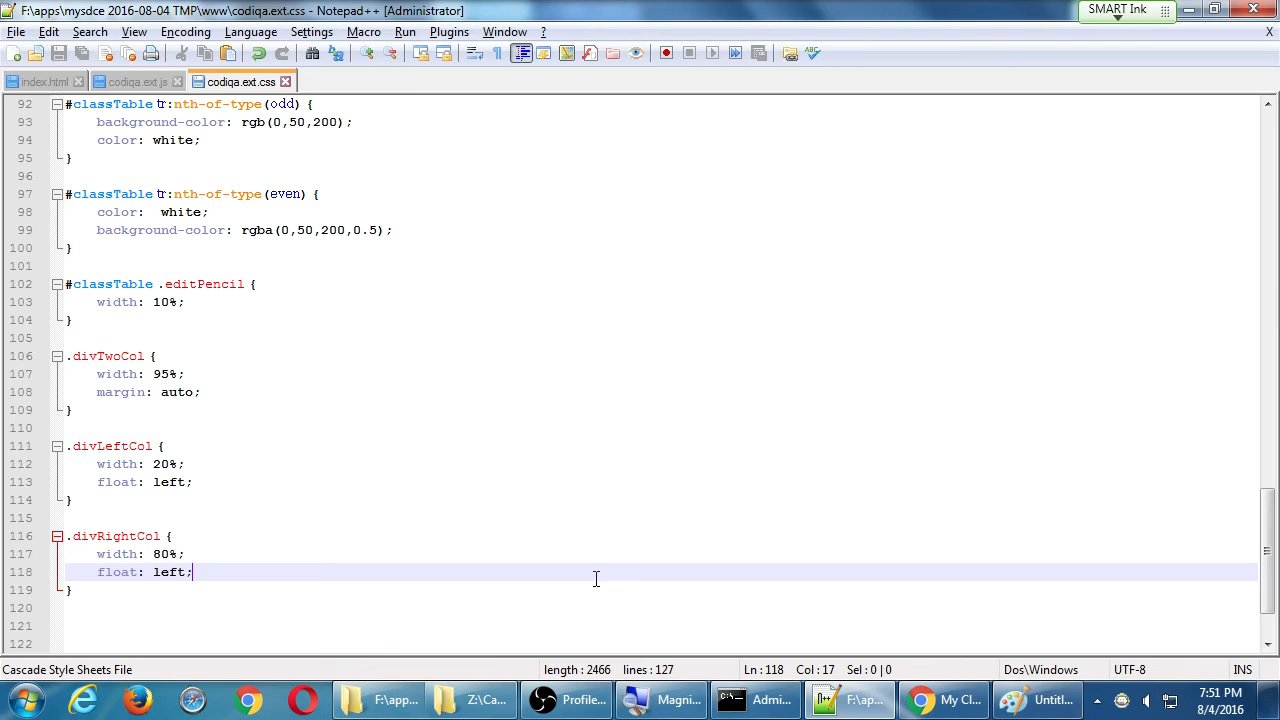 F:\apps\mysdce 2016-08-04 TMP\www\codiqa.ext.css - Notepad++ [Administrator]
SMART Ink
File Edit Search View Encoding Language Settings Macro Run Plugins Window ? X
index.html codiqa.ext.js codiqa.ext.css
92 #classTable tr:nth-of-type(odd) {
93 background-color: rgb(0,50,200);
94 color: white;
95 }
96
97 #classTable tr:nth-of-type(even) {
98 color:  white;
99 background-color: rgba(0,50,200,0.5);
100 }
101
102 #classTable .editPencil {
103 width: 10%;
104 }
105
106 .divTwoCol {
107 width: 95%;
108 margin: auto;
109 }
110
111 .divLeftCol {
112 width: 20%;
113 float: left;
114 }
115
116 .divRightCol {
117 width: 80%;
118 float: left;
119 }
120
121
122
Cascade Style Sheets File length : 2466 lines : 127 Ln : 118 Col : 17 Sel : 0 | 0 Dos\Windows UTF-8 INS
F:\app... Z:\Ca... Profile... Magni... Admi... F:\ap... My Cl... Untitl... 7:51 PM
8/4/2016